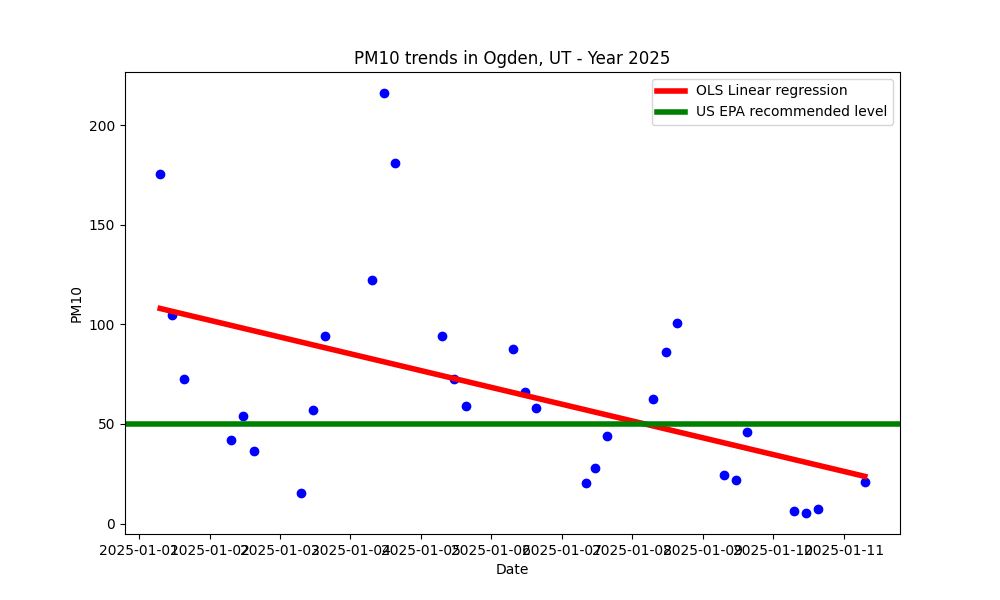 PM10 trends in Ogden, UT - Year 2025
OLS Linear regression
US EPA recommended level
PM10
200
150
100
50
0
2025-01-01 2025-01-02 2025-01-03 2025-01-04 2025-01-05 2025-01-06 2025-01-07 2025-01-08 2025-01-09 2025-01-10 2025-01-11
Date